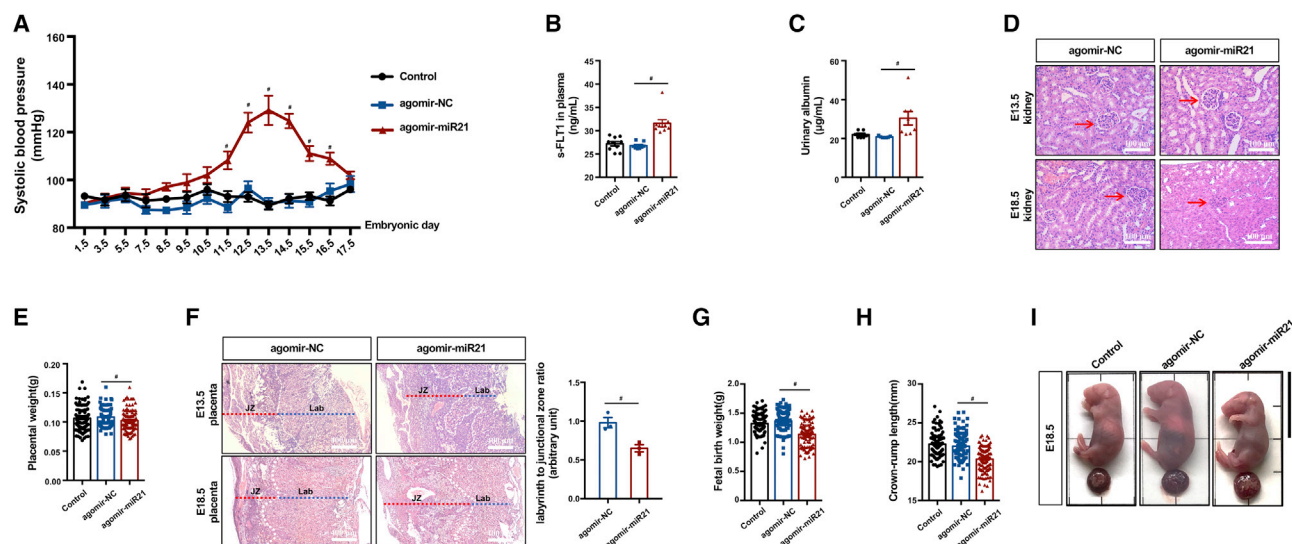 A
Systolic blood pressure
(mmHg)
160
140
120
100
80
Control
agomir-NC
agomir-miR21
# # # # # #
Embryonic day
1.5 3.5 5.5 7.5 8.5 9.5 10.5 11.5 12.5 13.5 14.5 15.5 16.5 17.5
B
s-FLT1 in plasma
(ng/mL)
45
40
35
30
25
20
#
Control agomir-NC agomir-miR21
C
Urinary albumin
(μg/mL)
60
40
20
0
#
Control agomir-NC agomir-miR21
D
agomir-NC agomir-miR21
E13.5
kidney
100 μm 100 μm
E18.5
kidney
100 μm 100 μm
E
Placental weight(g)
0.20
0.15
0.10
0.05
0.00
#
Control agomir-NC agomir-miR21
F
agomir-NC agomir-miR21
E13.5
placenta
JZ Lab JZ Lab
E18.5
placenta
JZ Lab JZ Lab
labyrinth to junctional zone ratio
(arbitrary unit)
1.5
1.0
0.5
0.0
#
agomir-NC agomir-miR21
G
Fetal birth weight(g)
2.0
1.5
1.0
0.5
0.0
#
Control agomir-NC agomir-miR21
H
Crown-rump length(mm)
30
25
20
15
#
Control agomir-NC agomir-miR21
I
Control agomir-NC agomir-miR21
E18.5